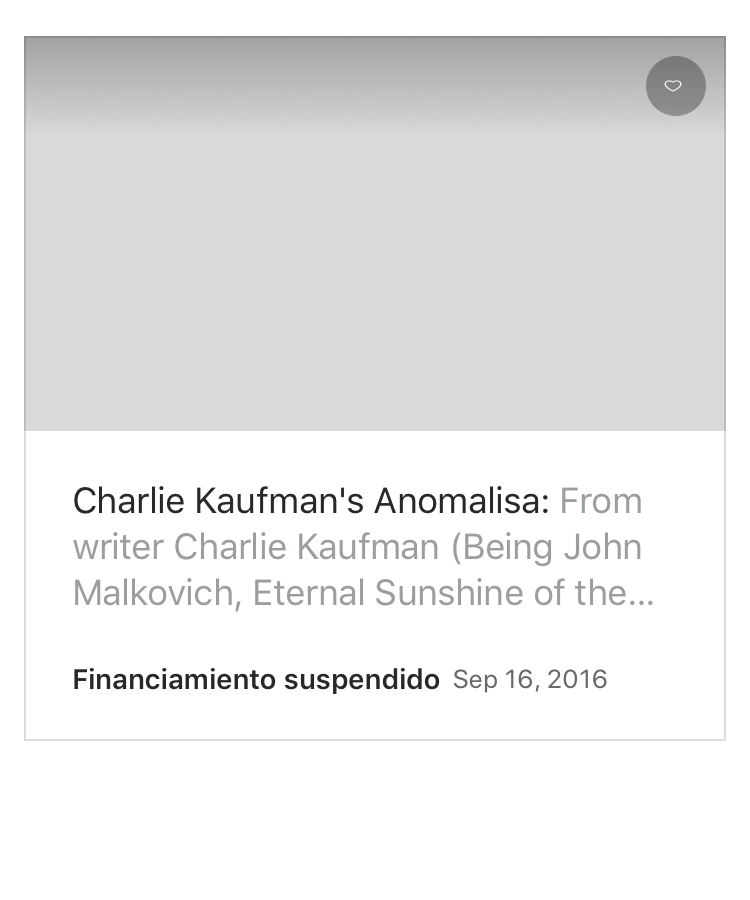 Charlie Kaufman's Anomalisa: From
writer Charlie Kaufman (Being John
Malkovich, Eternal Sunshine of the...
Financiamiento suspendido Sep 16, 2016